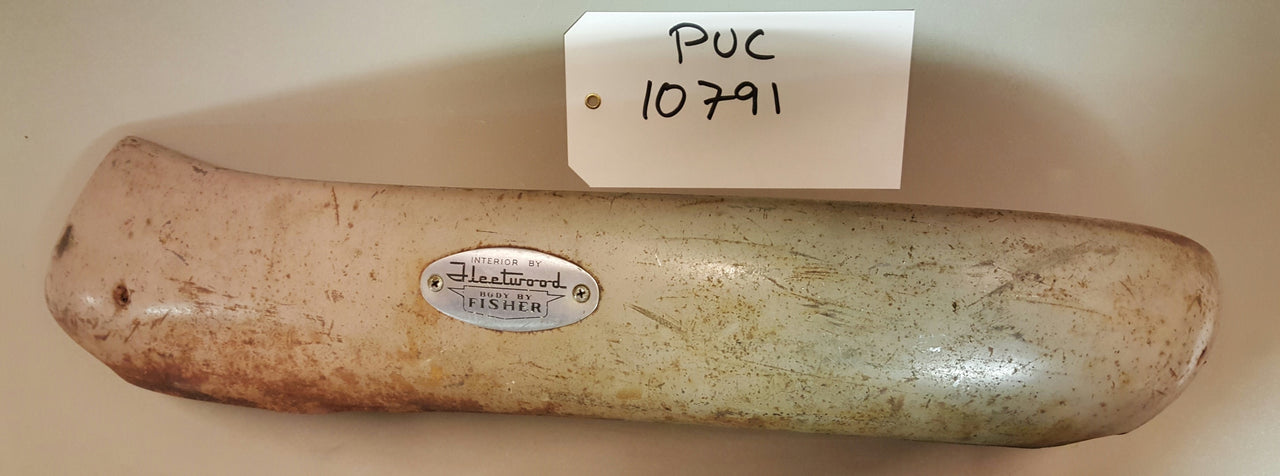 PUC
10791
INTERIOR BY
Fleetwood
BODY BY
FISHER